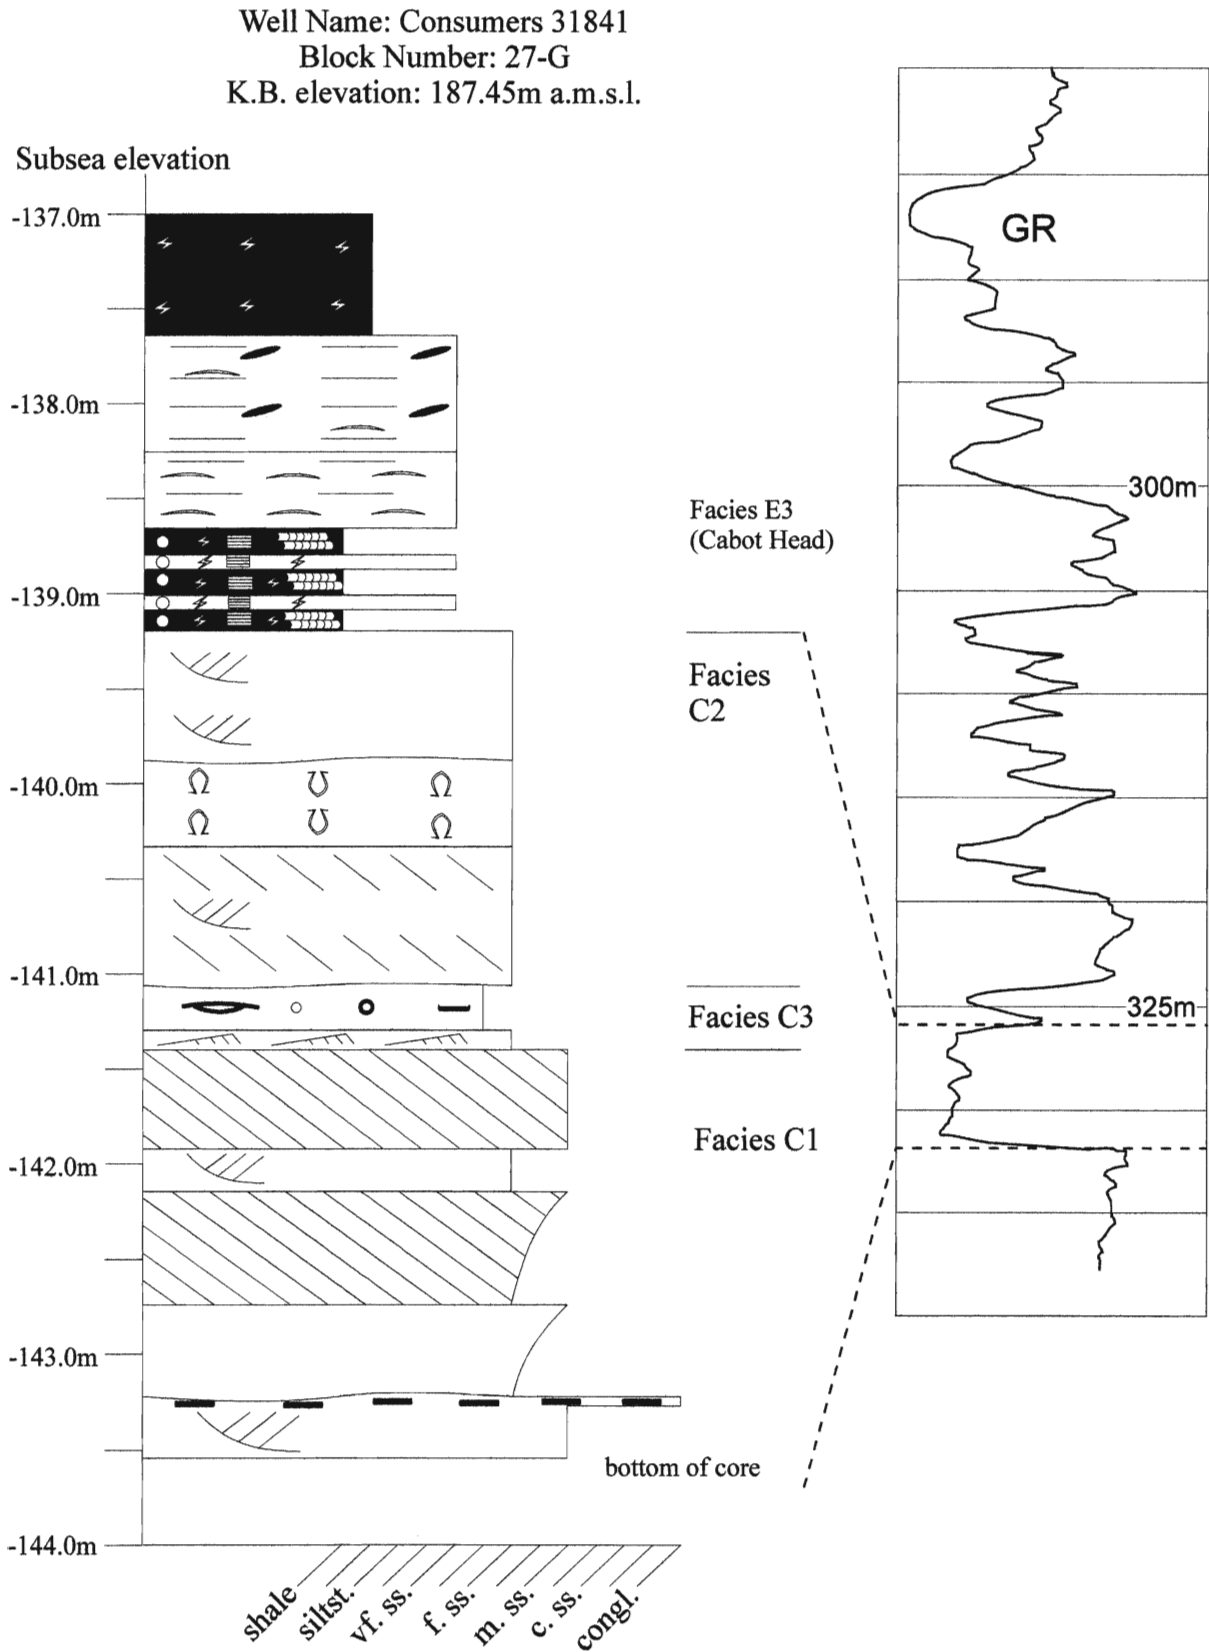 Well Name: Consumers 31841
Block Number: 27-G
K.B. elevation: 187.45m a.m.s.l.
Subsea elevation
-137.0m
-138.0m
-139.0m
-140.0m
-141.0m
-142.0m
-143.0m
-144.0m
shale
siltst.
vf. ss.
f. ss.
m. ss.
c. ss.
congl.
bottom of core
Facies E3
(Cabot Head)
Facies
C2
Facies C3
Facies C1
GR
300m
325m